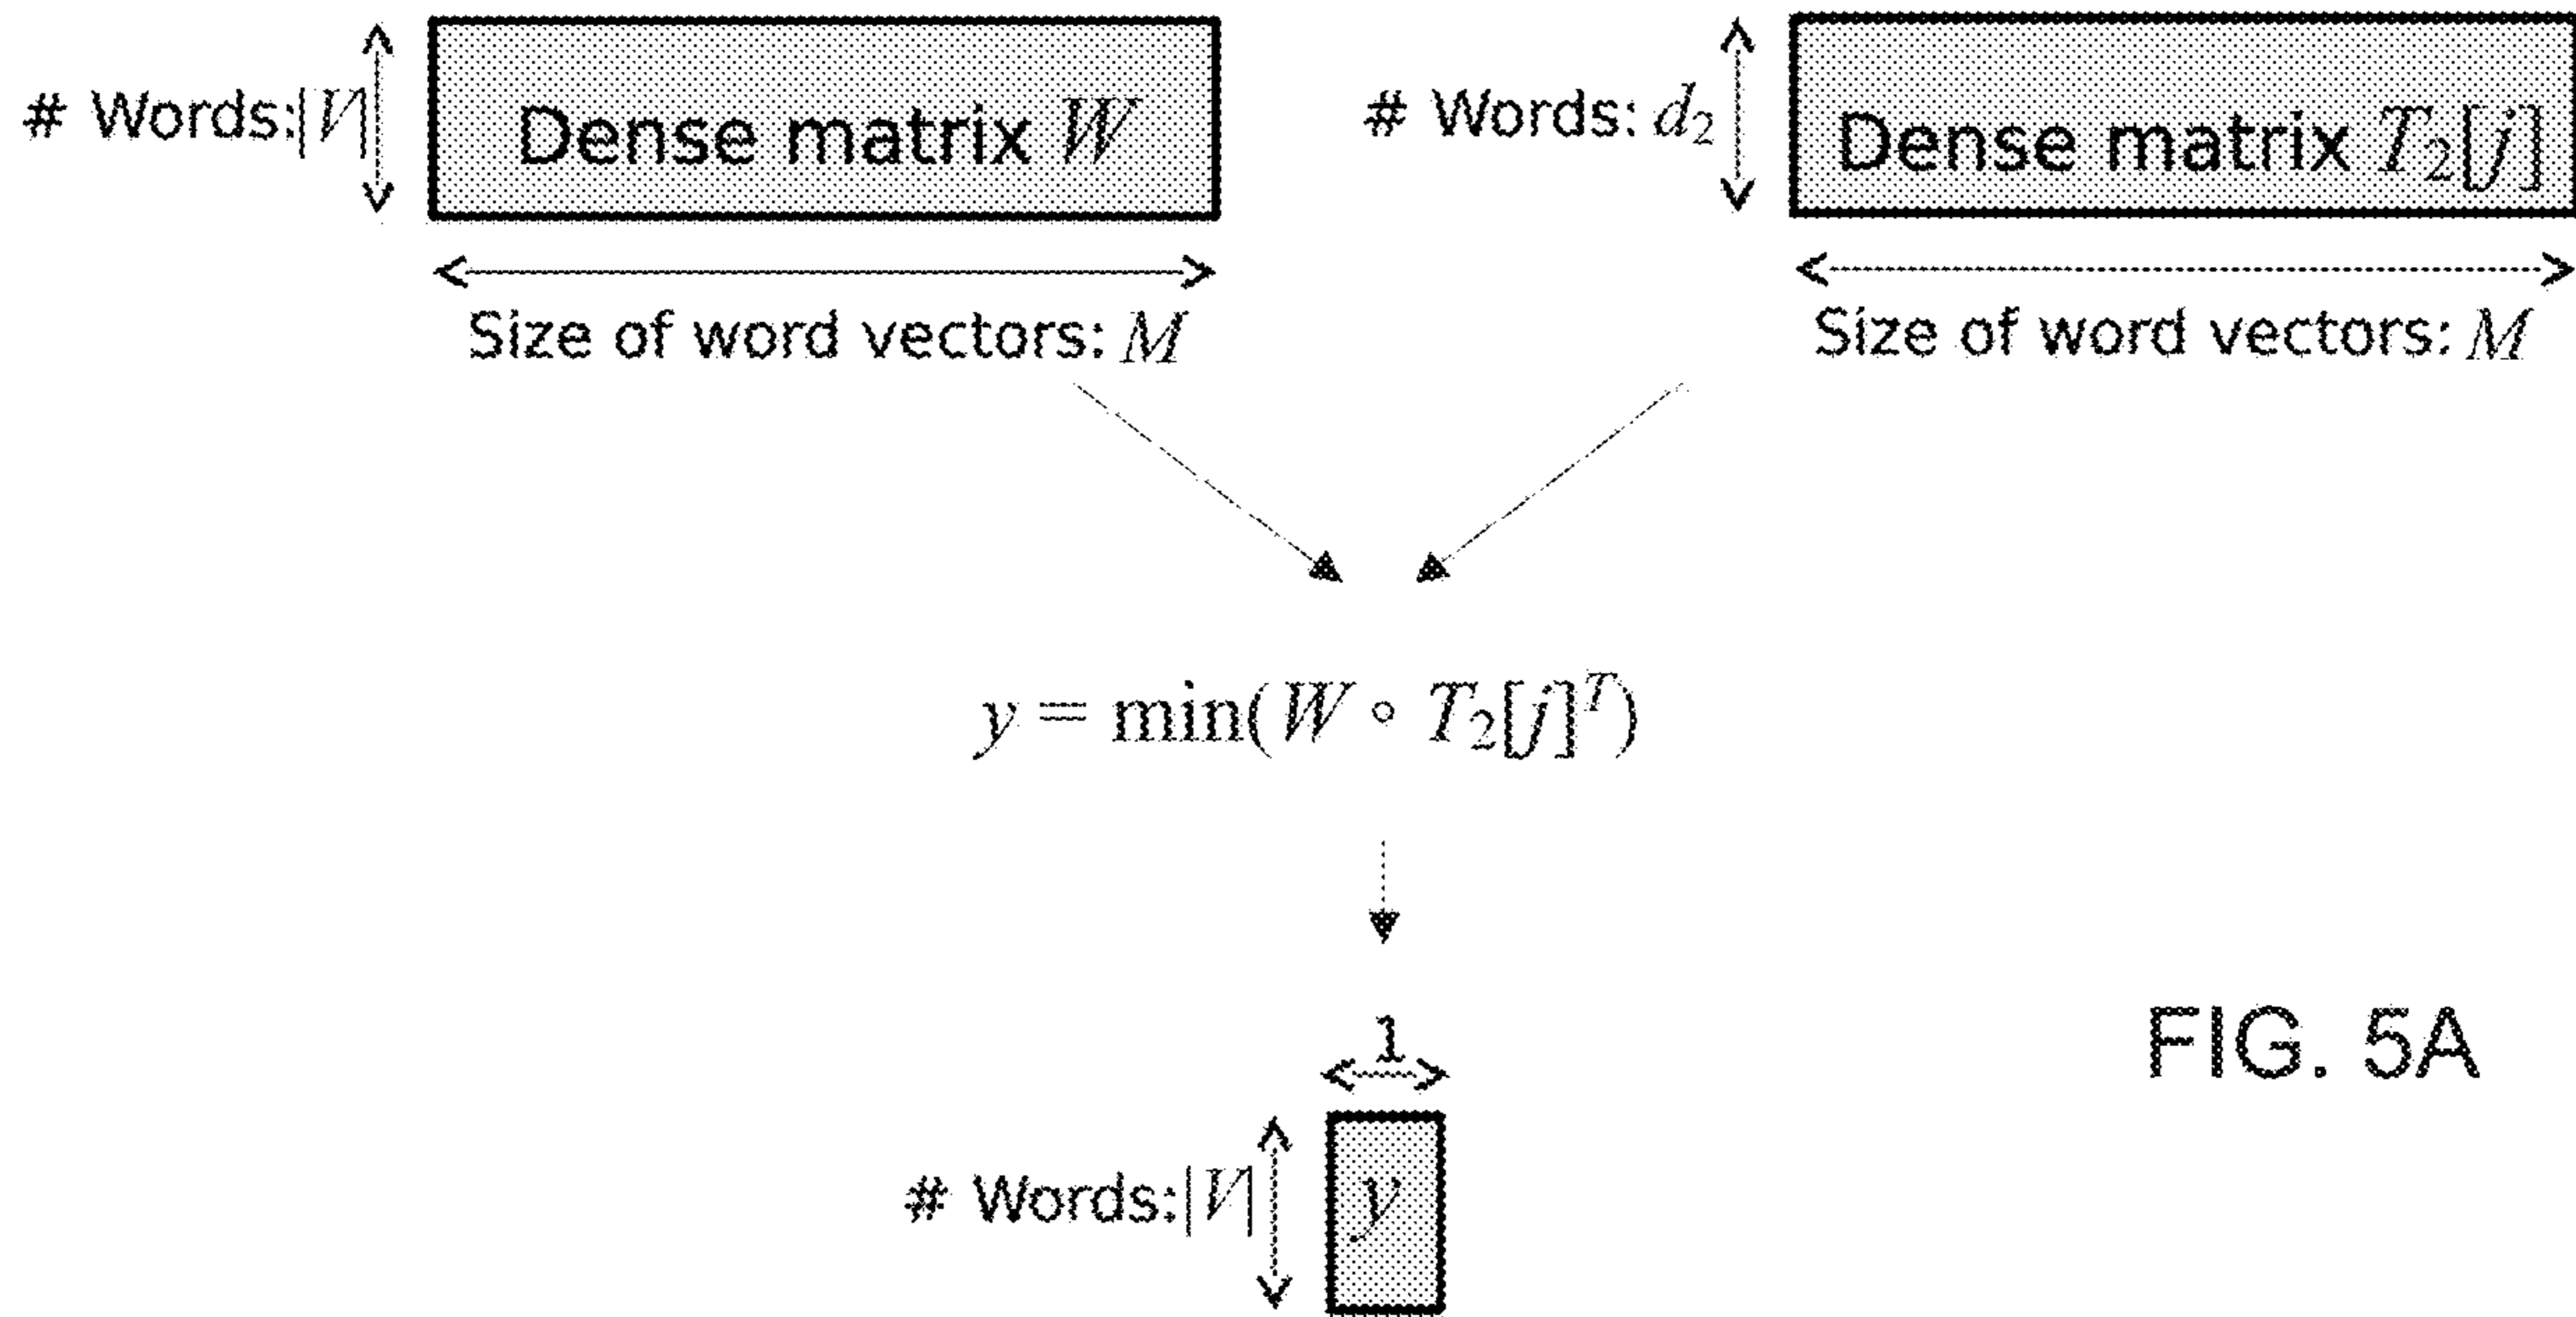 # Words: |V|
Dense matrix W
Size of word vectors: M
# Words: d₂
Dense matrix T₂[j]
Size of word vectors: M
y = min(W ∘ T₂[j]ᵀ)
1
# Words: |V|
y
FIG. 5A